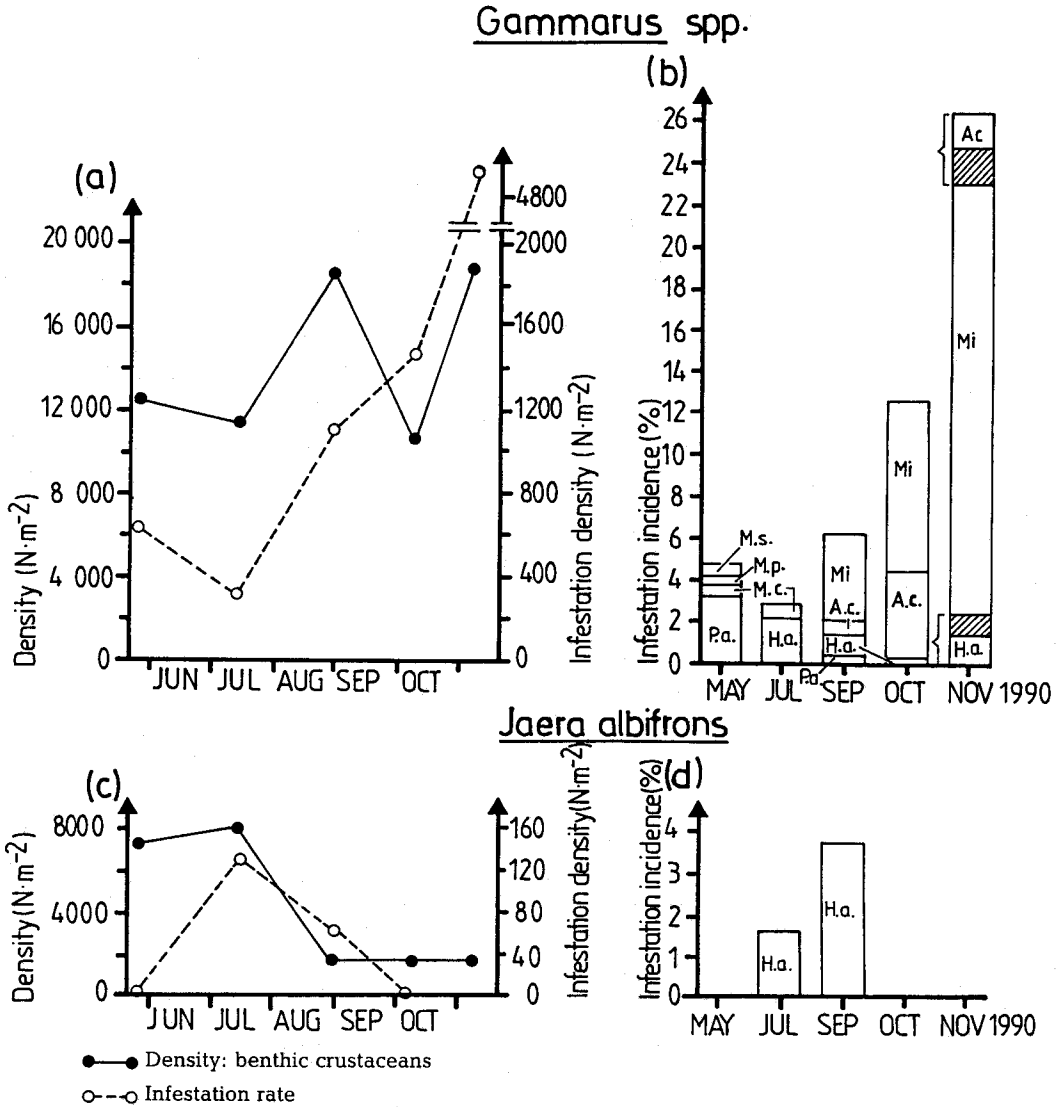 Gammarus spp.
(a)
20 000
16 000
12 000
8 000
4 000
0
Density (N·m⁻²)
4800
2000
1600
1200
800
400
0
Infestation density (N·m⁻²)
JUN JUL AUG SEP OCT
(b)
26
24
22
20
18
16
14
12
10
8
6
4
2
0
Infestation incidence (%)
M.s.
M.p.
M.c.
P.a.
H.a.
Mi
A.c.
H.a.
P.a
Mi
A.c.
Ac
Mi
H.a
MAY JUL SEP OCT NOV 1990
Jaera albifrons
(c)
8000
4000
0
Density (N·m⁻²)
160
120
80
40
0
Infestation density (N·m⁻²)
JUN JUL AUG SEP OCT
(d)
4
3
2
1
0
Infestation incidence (%)
H.a.
H.a.
MAY JUL SEP OCT NOV 1990
Density: benthic crustaceans
Infestation rate